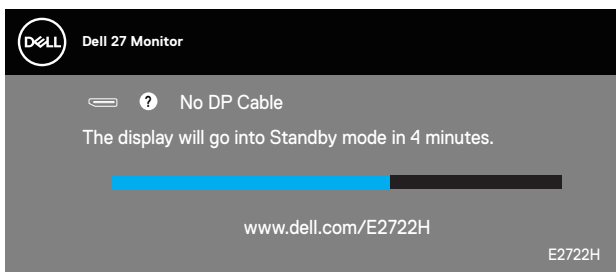 DELL
Dell 27 Monitor
? No DP Cable
The display will go into Standby mode in 4 minutes.
www.dell.com/E2722H
E2722H